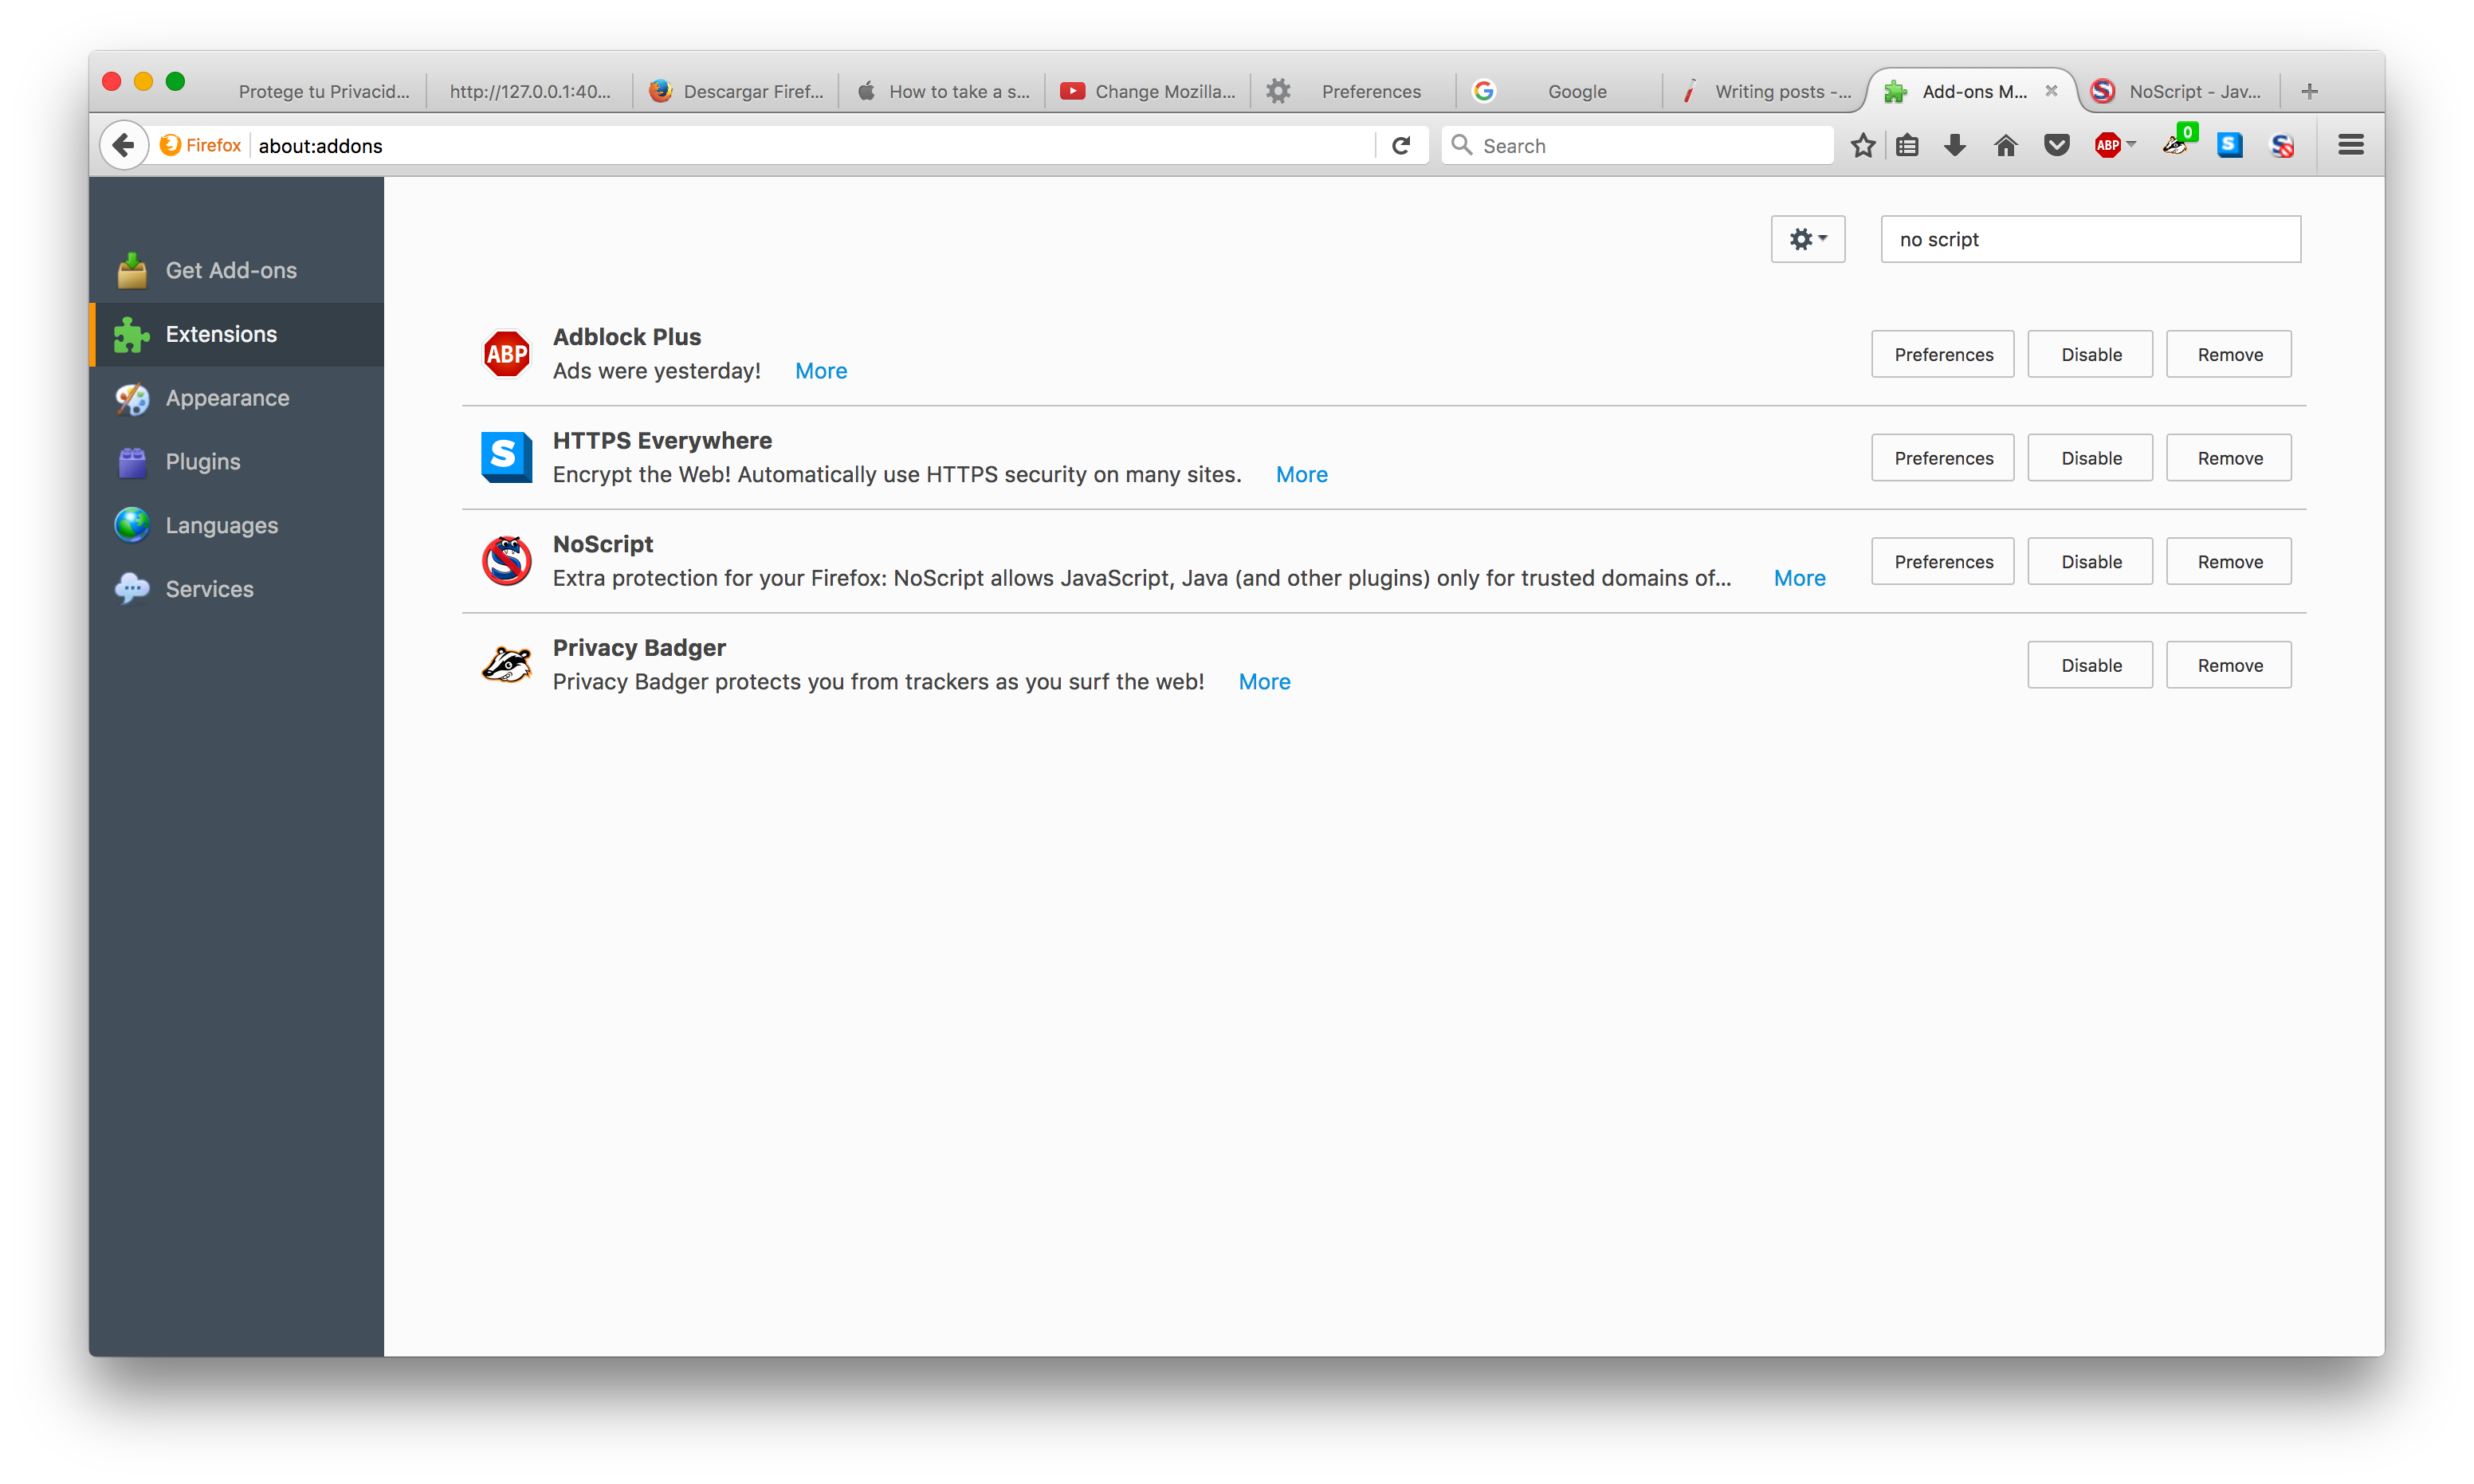 Protege tu Privacid...
http://127.0.0.1:40...
Descargar Firef...
How to take a s...
Change Mozilla...
Preferences
Google
Writing posts -...
Add-ons M...
NoScript - Jav...
Firefox
about:addons
Search
ABP
0
S
S
Get Add-ons
Extensions
Appearance
Plugins
Languages
Services
no script
ABP
Adblock Plus
Ads were yesterday! More
Preferences
Disable
Remove
S
HTTPS Everywhere
Encrypt the Web! Automatically use HTTPS security on many sites. More
Preferences
Disable
Remove
S
NoScript
Extra protection for your Firefox: NoScript allows JavaScript, Java (and other plugins) only for trusted domains of... More
Preferences
Disable
Remove
Privacy Badger
Privacy Badger protects you from trackers as you surf the web! More
Disable
Remove